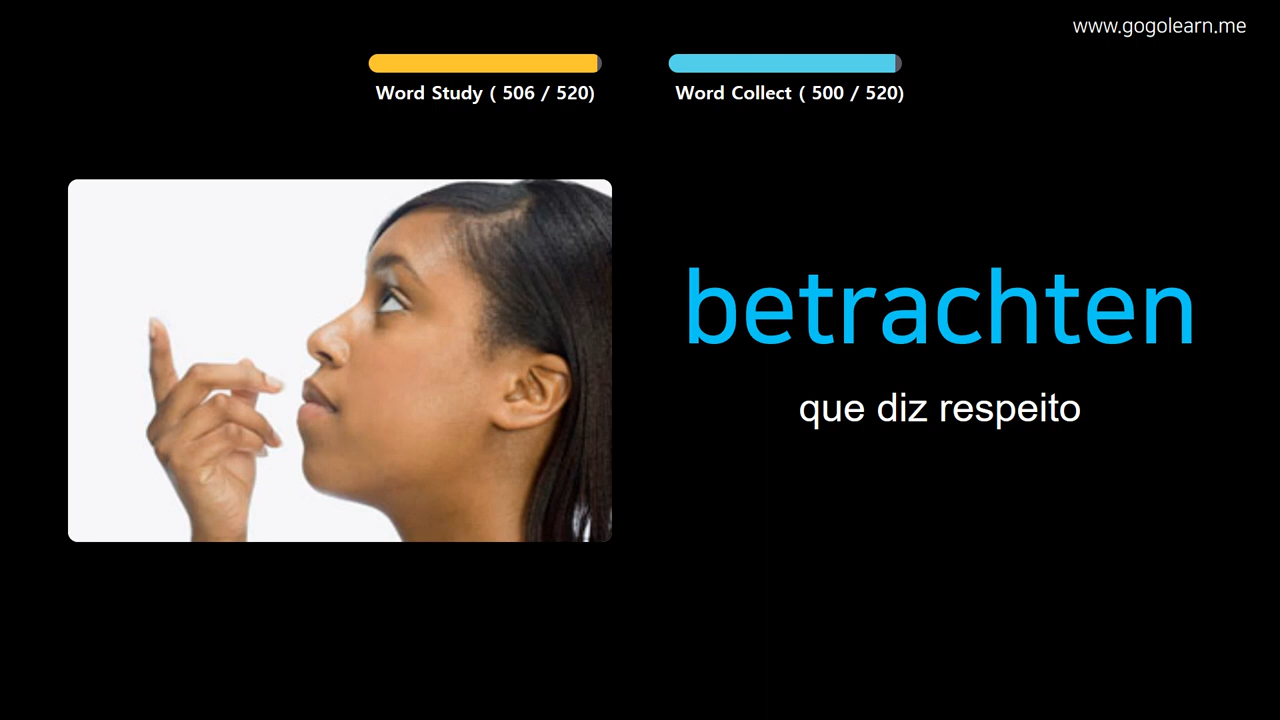 www.gogolearn.me
Word Study ( 506 / 520)
Word Collect ( 500 / 520)
betrachten
que diz respeito